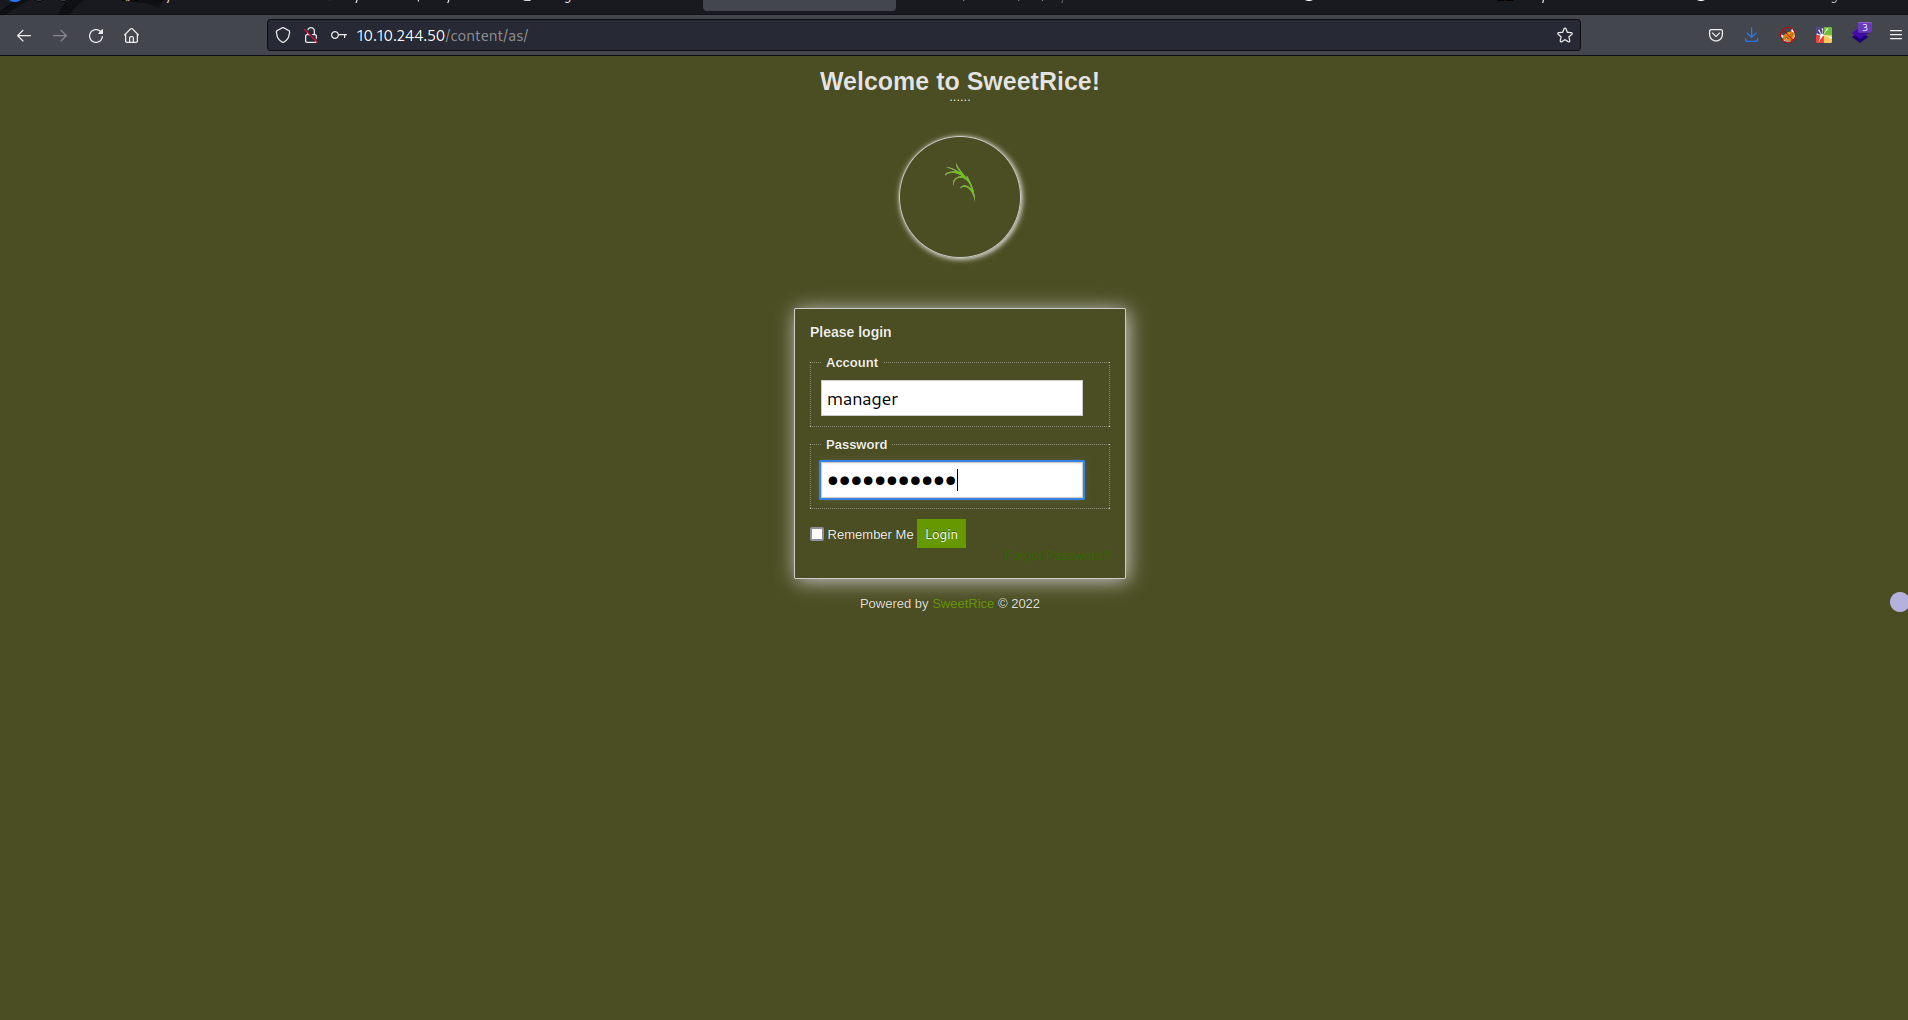 10.10.244.50/content/as/
3
Welcome to SweetRice!
......
Please login
Account
manager
Password
●●●●●●●●●●●
Remember Me Login
Powered by SweetRice © 2022